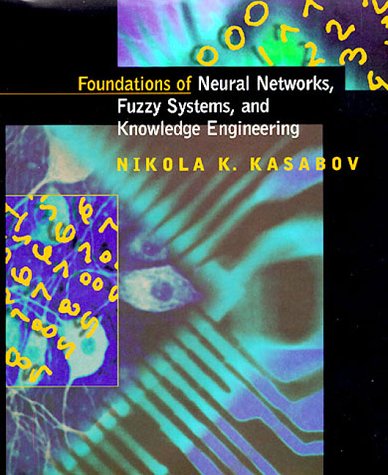 Foundations of Neural Networks,
Fuzzy Systems, and
Knowledge Engineering
NIKOLA K. KASABOV